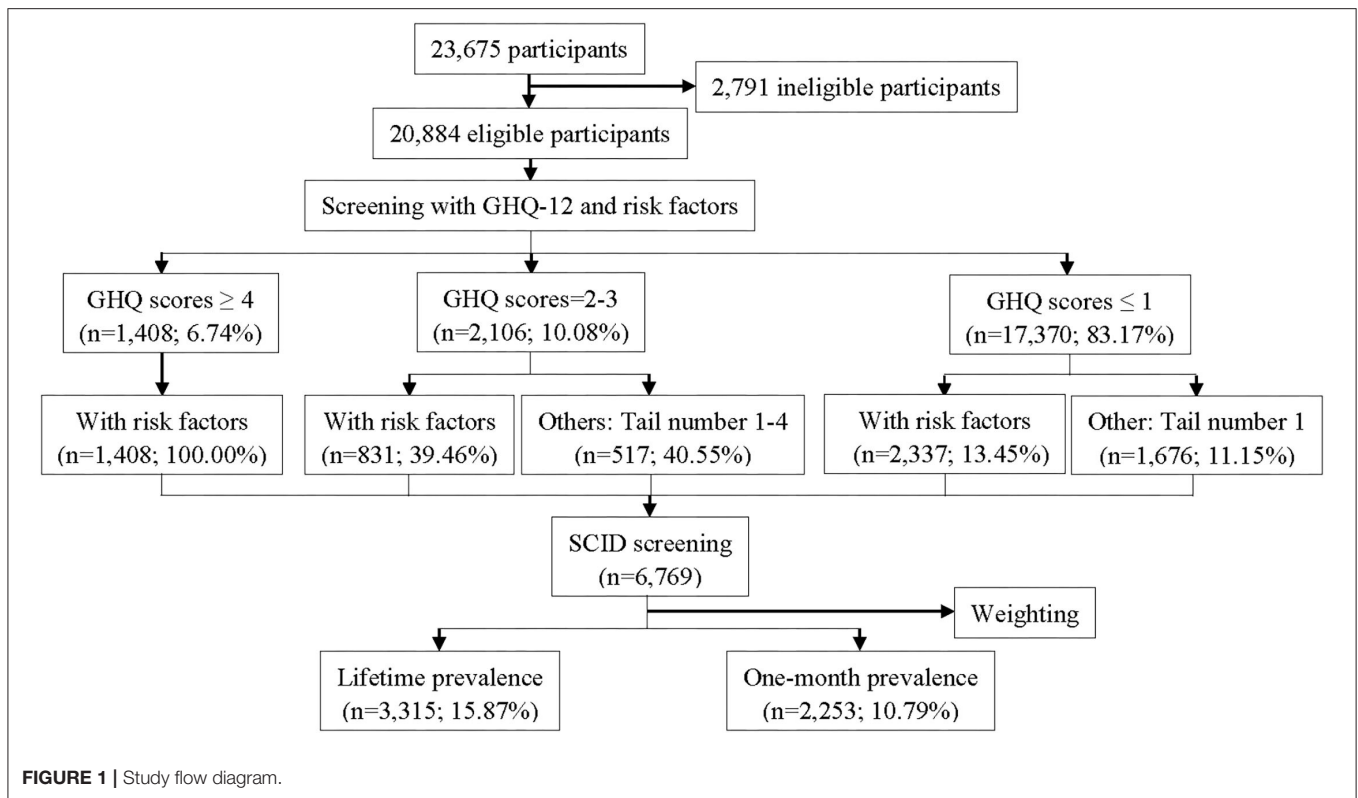 23,675 participants
2,791 ineligible participants
20,884 eligible participants
Screening with GHQ-12 and risk factors
GHQ scores ≥ 4
(n=1,408; 6.74%)
GHQ scores=2-3
(n=2,106; 10.08%)
GHQ scores ≤ 1
(n=17,370; 83.17%)
With risk factors
(n=1,408; 100.00%)
With risk factors
(n=831; 39.46%)
Others: Tail number 1-4
(n=517; 40.55%)
With risk factors
(n=2,337; 13.45%)
Other: Tail number 1
(n=1,676; 11.15%)
SCID screening
(n=6,769)
Weighting
Lifetime prevalence
(n=3,315; 15.87%)
One-month prevalence
(n=2,253; 10.79%)
FIGURE 1 | Study flow diagram.